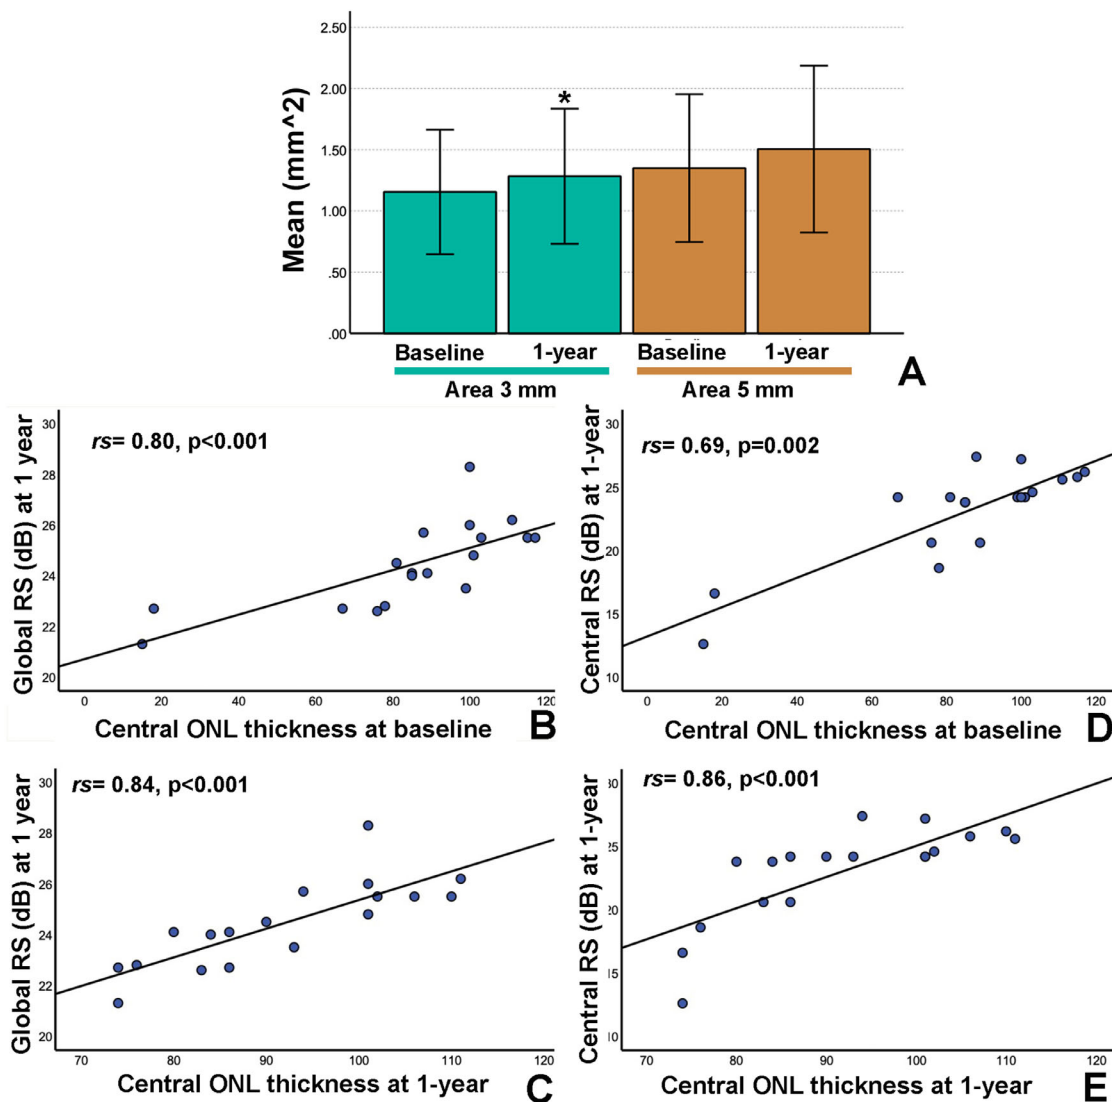 Mean (mm^2)
2.50
2.00
1.50
1.00
.50
.00
*
Baseline 1-year Baseline 1-year
Area 3 mm Area 5 mm
A
Global RS (dB) at 1 year
30
28
26
24
22
20
rs= 0.80, p<0.001
0 20 40 60 80 100 120
Central ONL thickness at baseline
B
Central RS (dB) at 1-year
30
25
20
15
10
rs= 0.69, p=0.002
0 20 40 60 80 100 120
Central ONL thickness at baseline
D
Global RS (dB) at 1 year
30
28
26
24
22
20
rs= 0.84, p<0.001
70 80 90 100 110 120
Central ONL thickness at 1-year
C
Central RS (dB) at 1-year
30
25
20
15
10
rs= 0.86, p<0.001
70 80 90 100 110 120
Central ONL thickness at 1-year
E